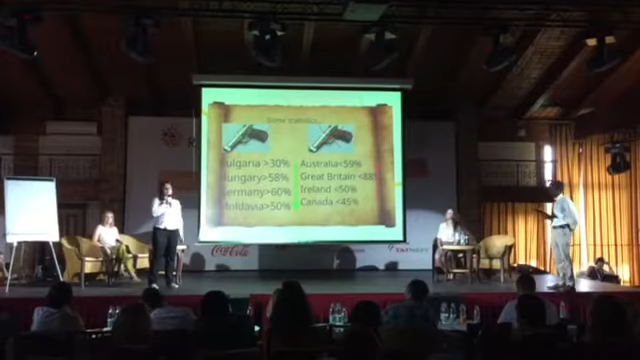 Some statistics...
ulgaria >30%
ungary>58%
ermany>60%
oldavia>50%
Australia<59%
Great Britain <88
Ireland <50%
Canada <45%
Coca-Cola